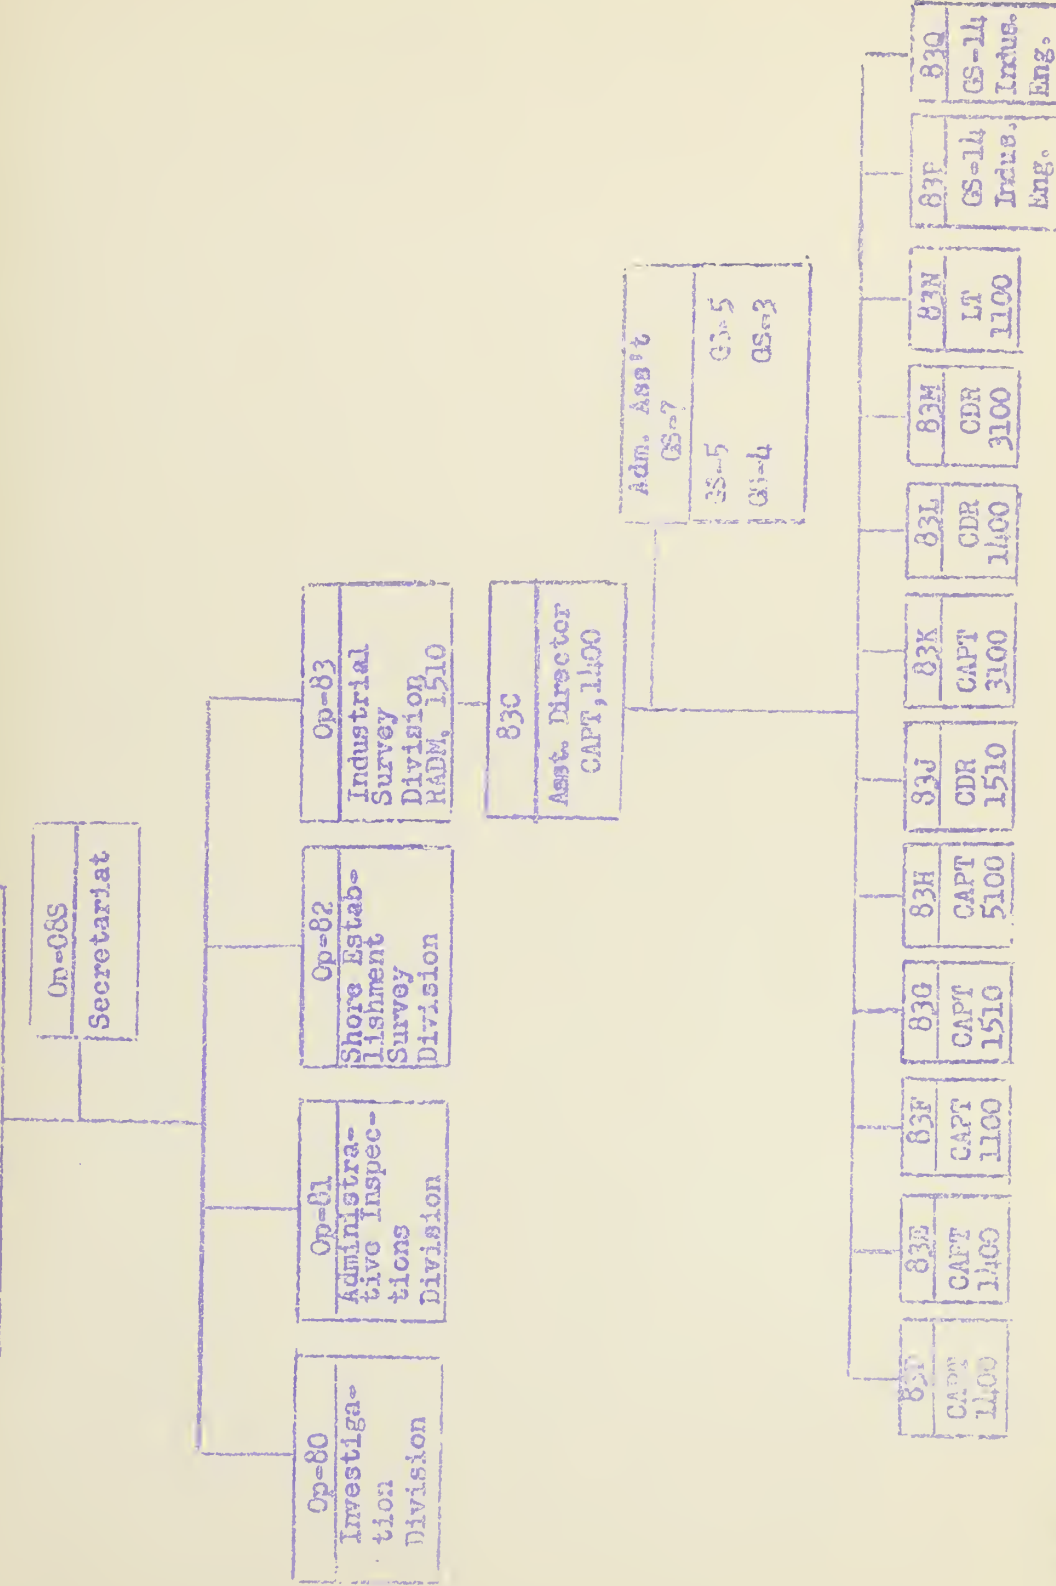 Op-08S
Secretariat
Op-80
Investiga-
tion
Division
Op-81
Administra-
tive Inspec-
tions
Division
Op-82
Shore Estab-
lishment
Survey
Division
Op-83
Industrial
Survey
Division
RADM, 1510
83C
Asst. Director
CAPT, 1400
Adm. Ass't
GS-7
GS-5 GS-5
GS-4 GS-3
CAPT
1400
83E
CAPT
1400
83F
CAPT
1100
83G
CAPT
1510
83H
CAPT
5100
83J
CDR
1510
83K
CAPT
3100
83L
CDR
1400
83M
CDR
3100
83N
LT
1100
GS-14
Indus.
Eng.
83Q
GS-14
Indus.
Eng.